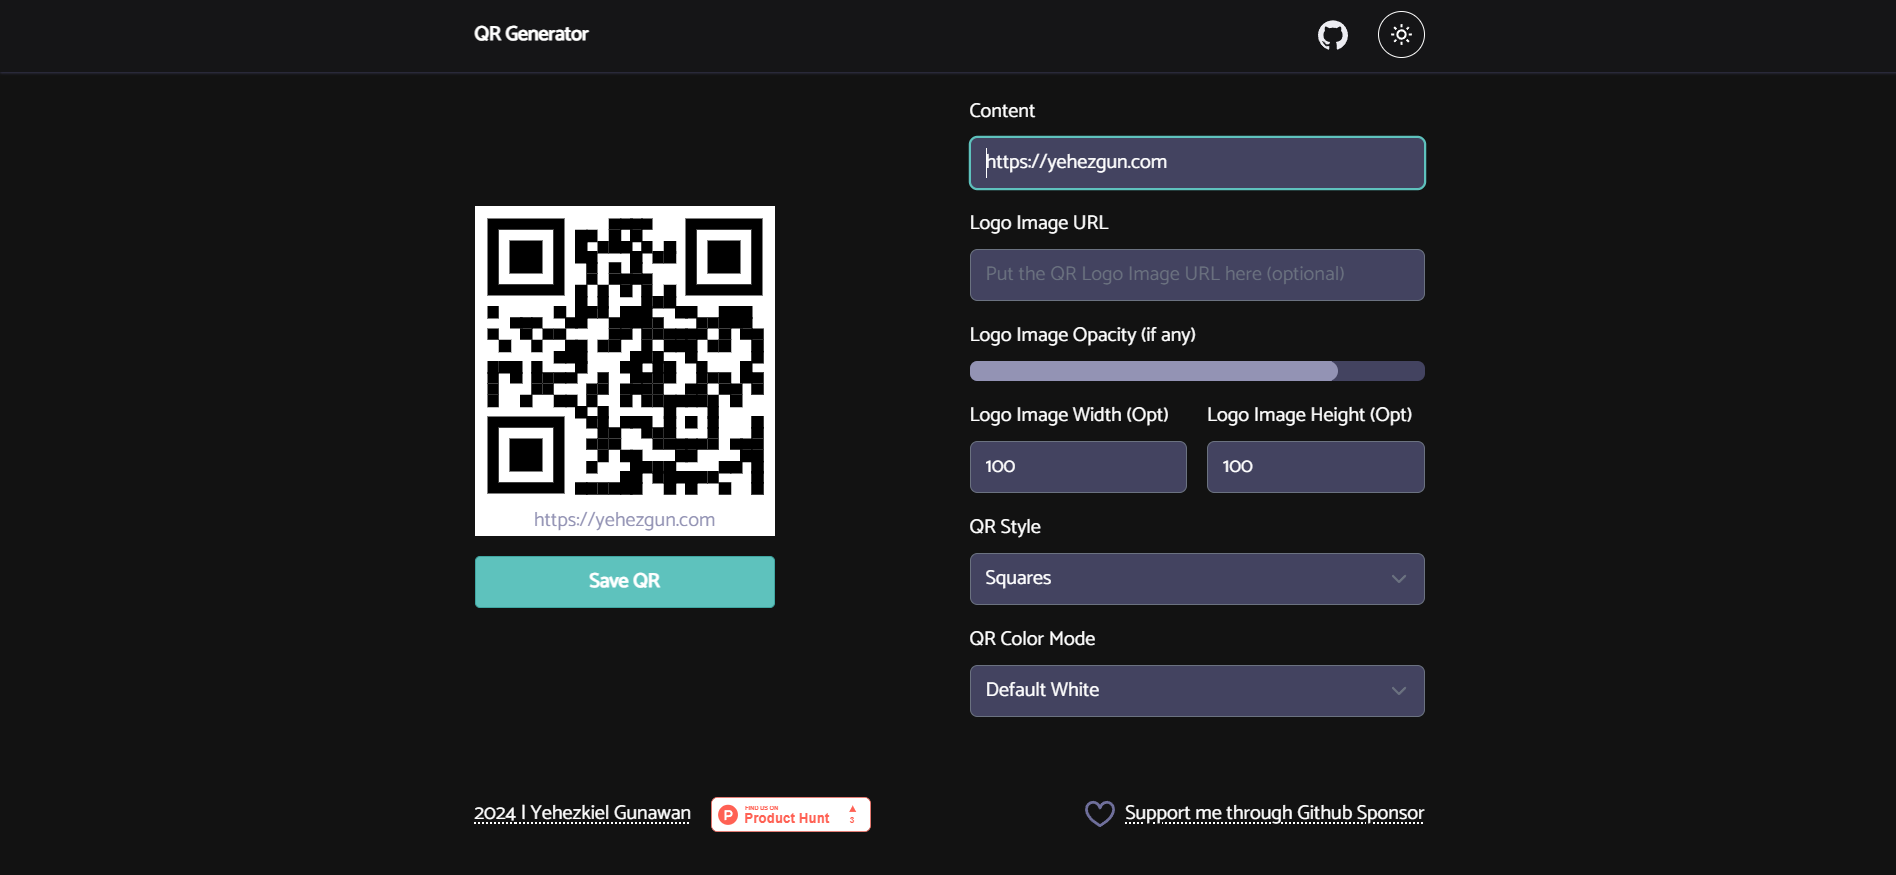 QR Generator
Content
https://yehezgun.com
Logo Image URL
Put the QR Logo Image URL here (optional)
Logo Image Opacity (if any)
Logo Image Width (Opt)
Logo Image Height (Opt)
100
100
QR Style
Squares
QR Color Mode
Default White
https://yehezgun.com
Save QR
2024 | Yehezkiel Gunawan
P
FIND US ON
Product Hunt
▲
3
Support me through Github Sponsor